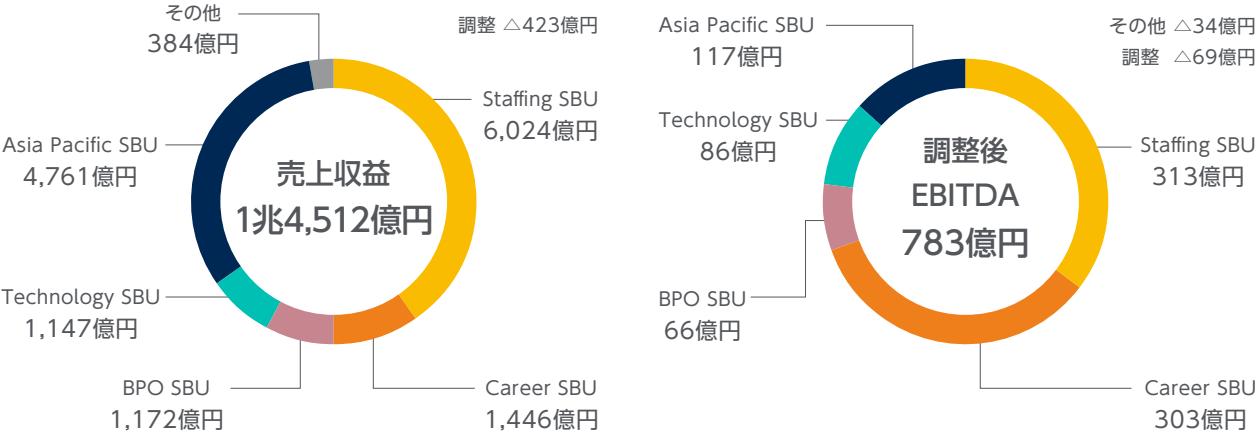 その他
384億円
調整 △423億円
Staffing SBU
6,024億円
Asia Pacific SBU
4,761億円
売上収益
1兆4,512億円
Technology SBU
1,147億円
BPO SBU
1,172億円
Career SBU
1,446億円
Asia Pacific SBU
117億円
その他 △34億円
調整 △69億円
Technology SBU
86億円
Staffing SBU
313億円
調整後
EBITDA
783億円
BPO SBU
66億円
Career SBU
303億円